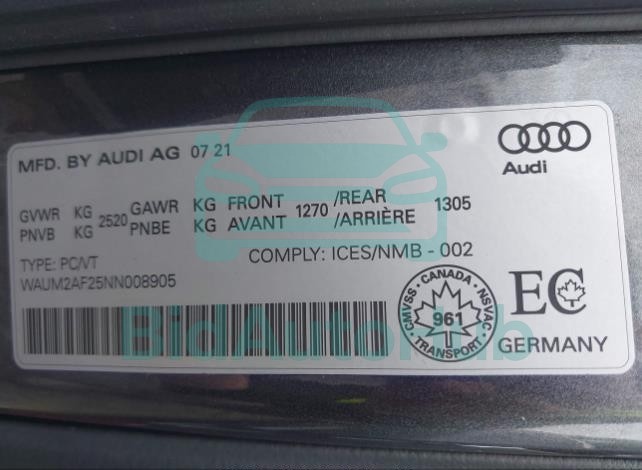 MFD. BY AUDI AG 07 21
Audi
GVWR KG 2520 GAWR KG FRONT 1270 /REAR 1305
PNVB KG PNBE KG AVANT /ARRIÈRE
COMPLY: ICES/NMB - 002
TYPE: PC/VT
WAUM2AF25NN008905
CMVSS - CANADA - NSVAC
961
- TRANSPORT -
EC
GERMANY
BidAutoHub